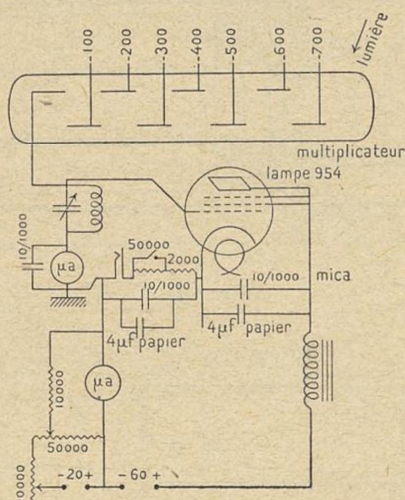 -100
-200
-300
-400
-500
-600
-700
lumière
multiplicateur
lampe 954
10/1000
µa
50000
2000
10/1000
10/1000
mica
4µf papier
4µf papier
10000
µa
50000
-20+
-60+